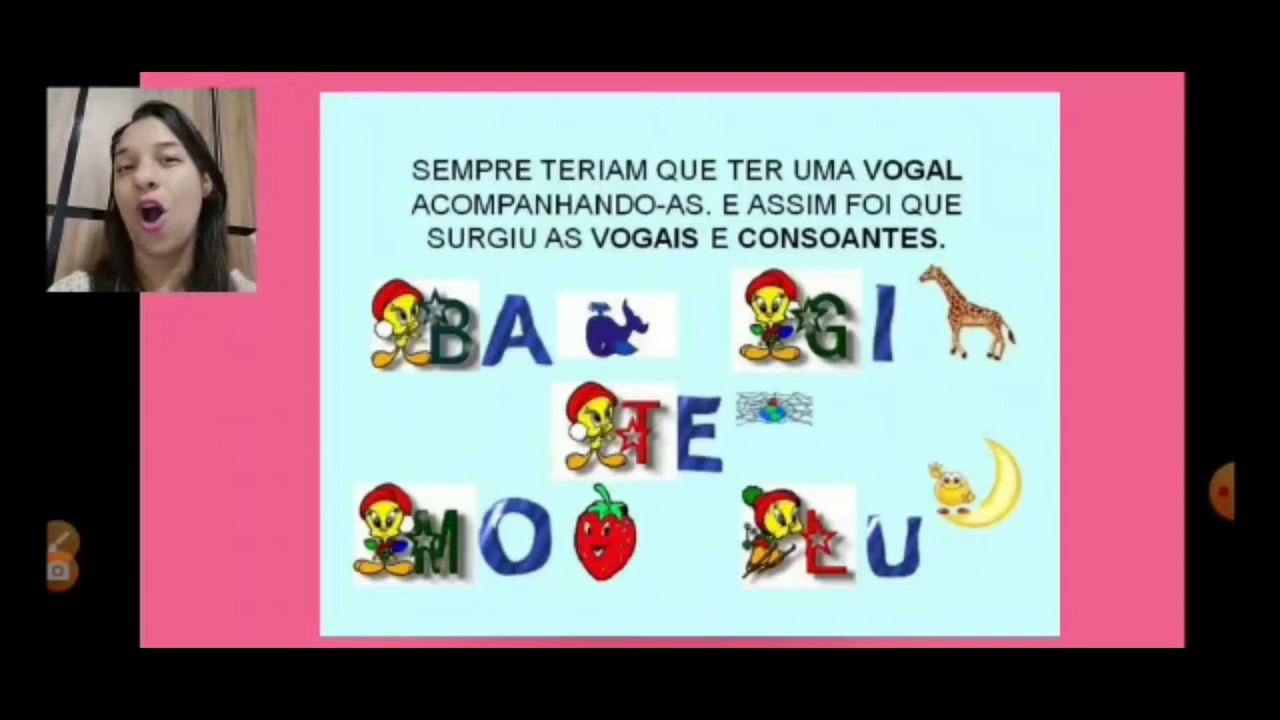 SEMPRE TERIAM QUE TER UMA VOGAL
ACOMPANHANDO-AS. E ASSIM FOI QUE
SURGIU AS VOGAIS E CONSOANTES.
BA GI
TE
MO LU